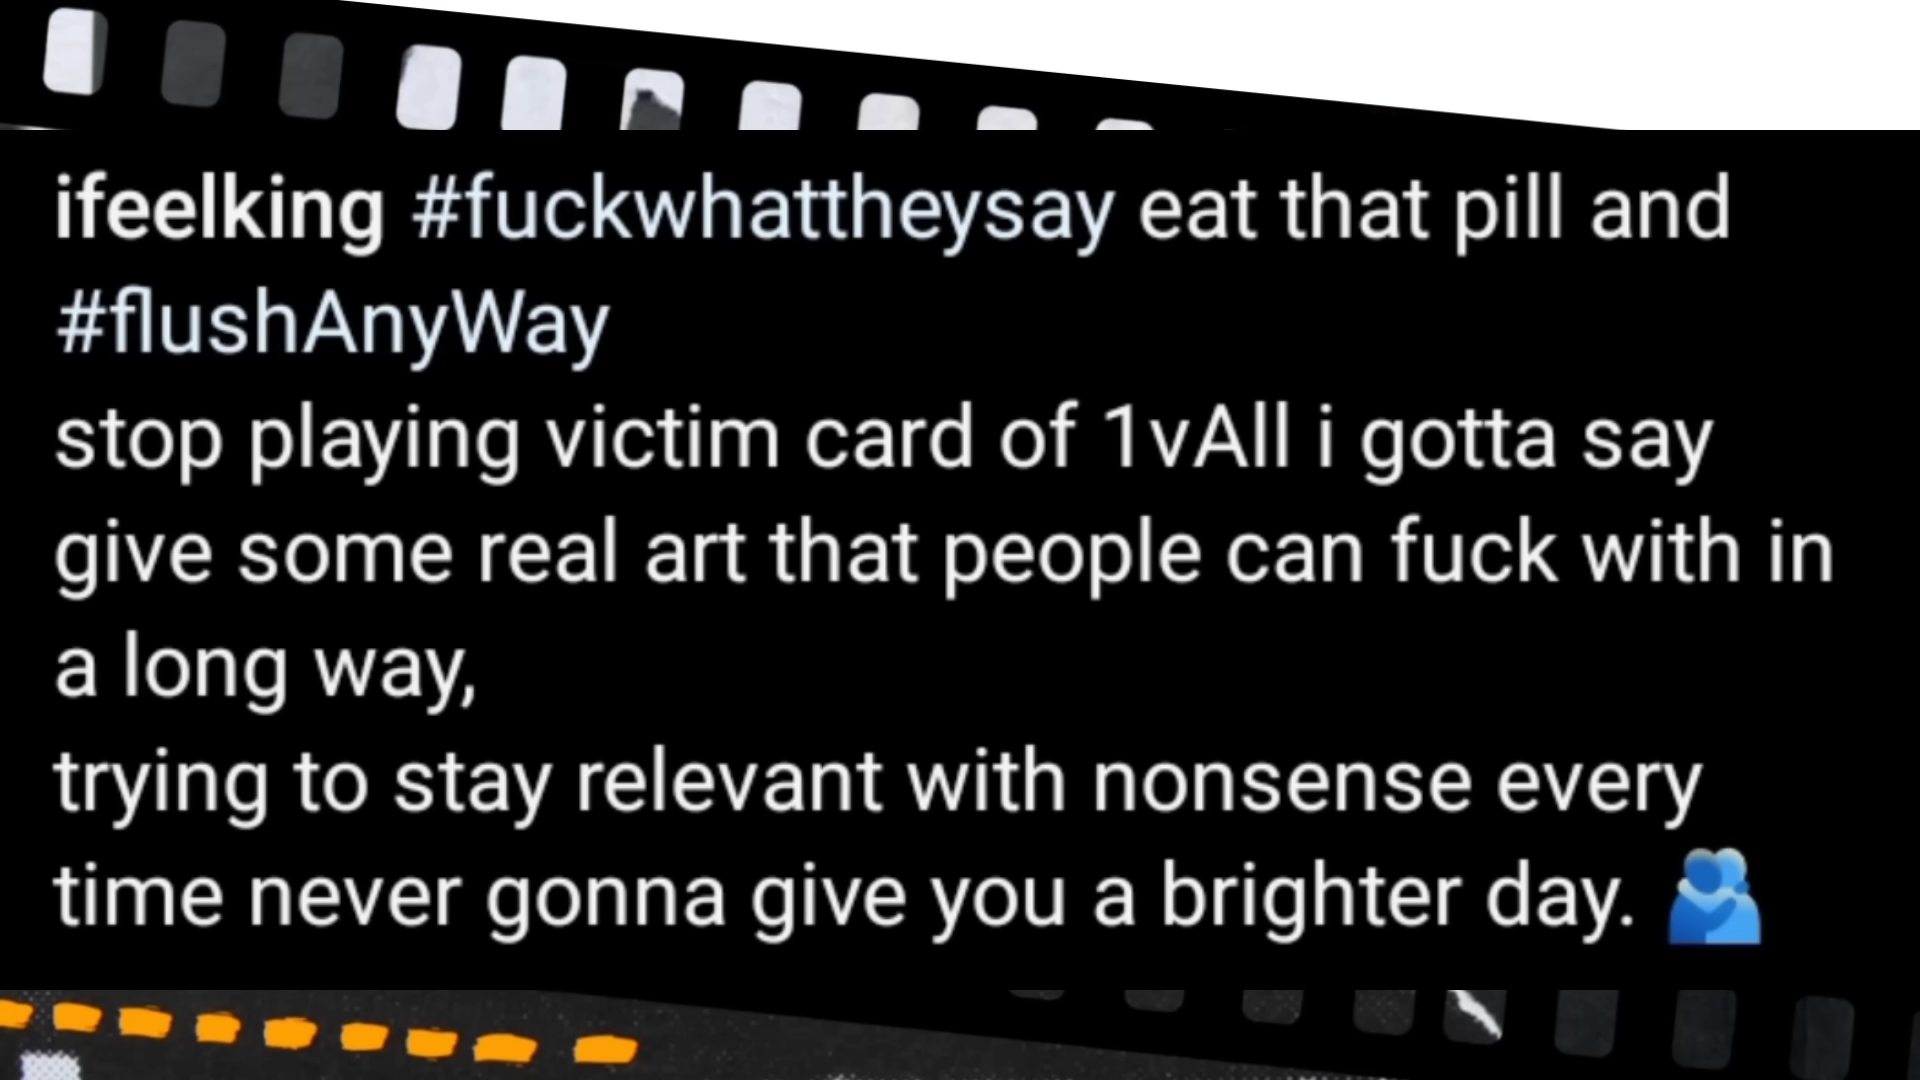 ifeelking #fuckwhattheysay eat that pill and
#flushAnyWay
stop playing victim card of 1vAll i gotta say
give some real art that people can fuck with in
a long way,
trying to stay relevant with nonsense every
time never gonna give you a brighter day. 🫂